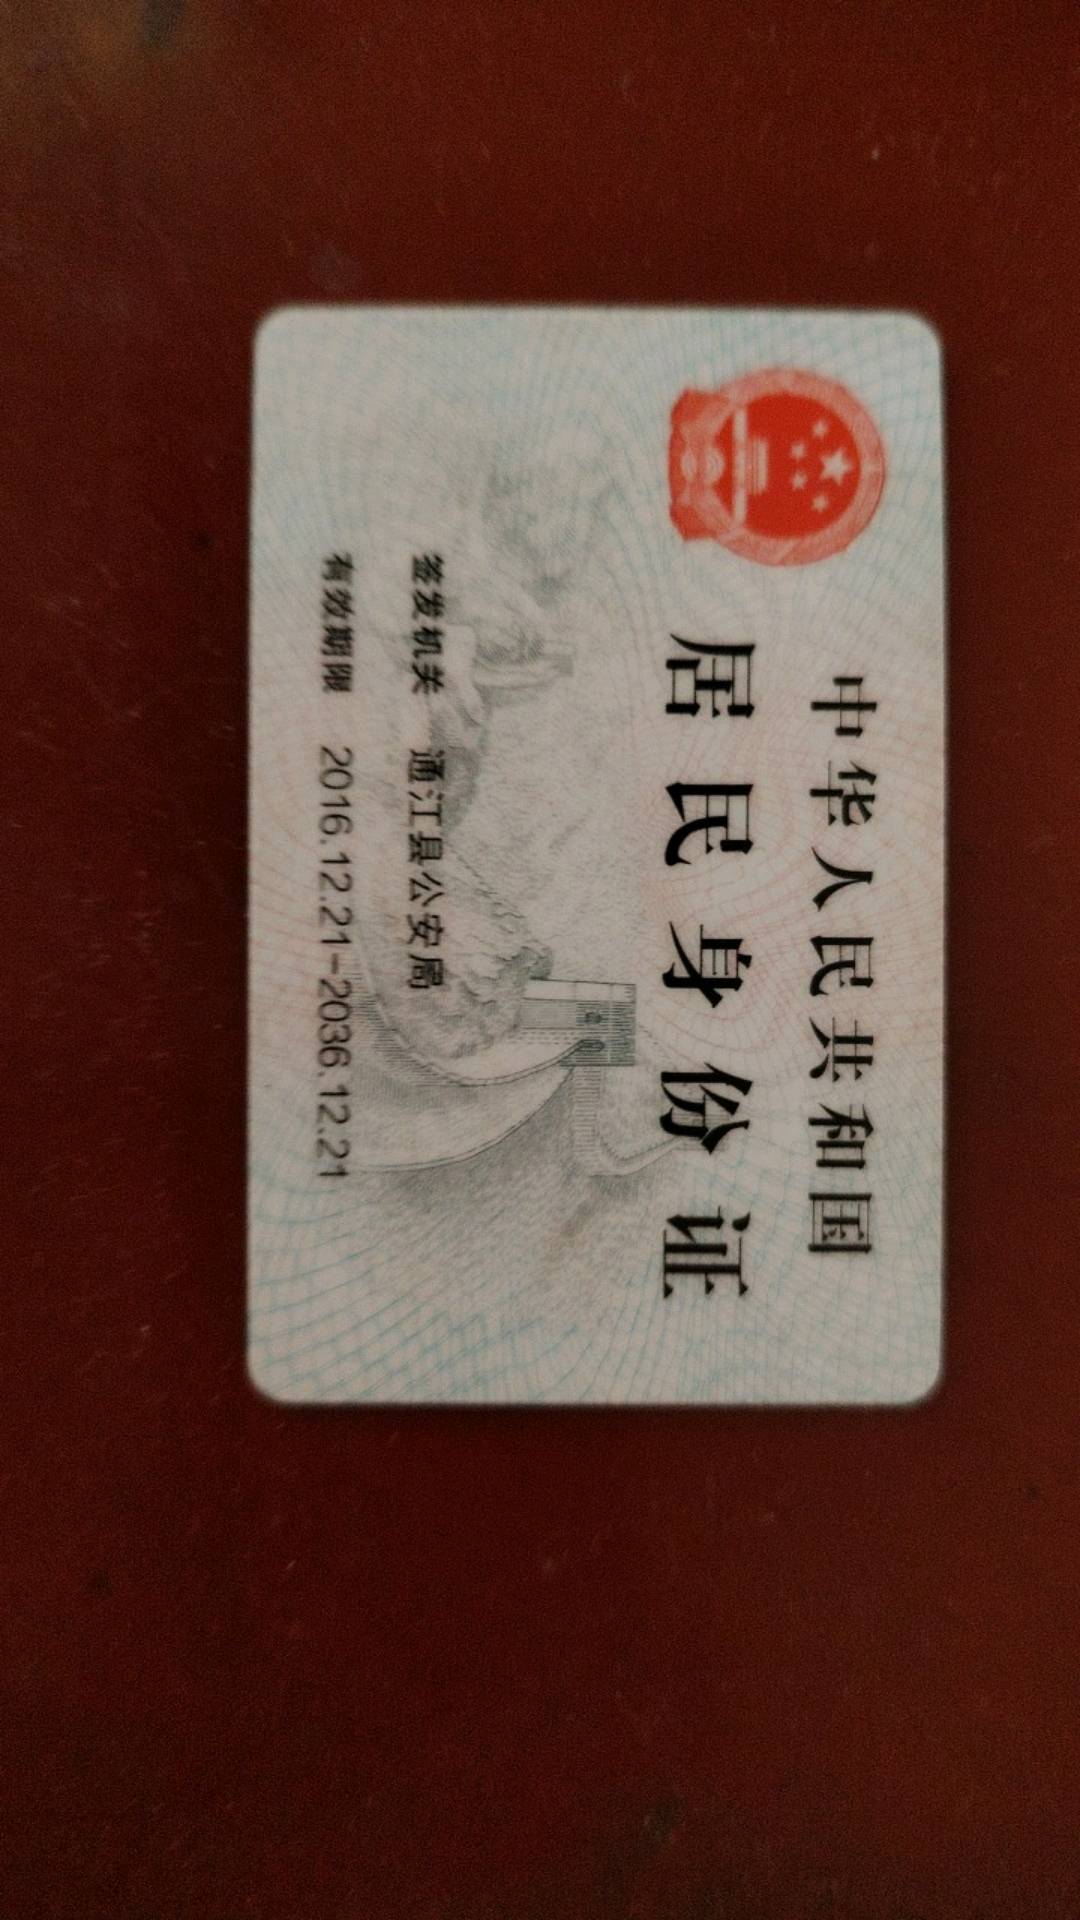 中华人民共和国
居民身份证
签发机关 通江县公安局
有效期限 2016.12.21-2036.12.21